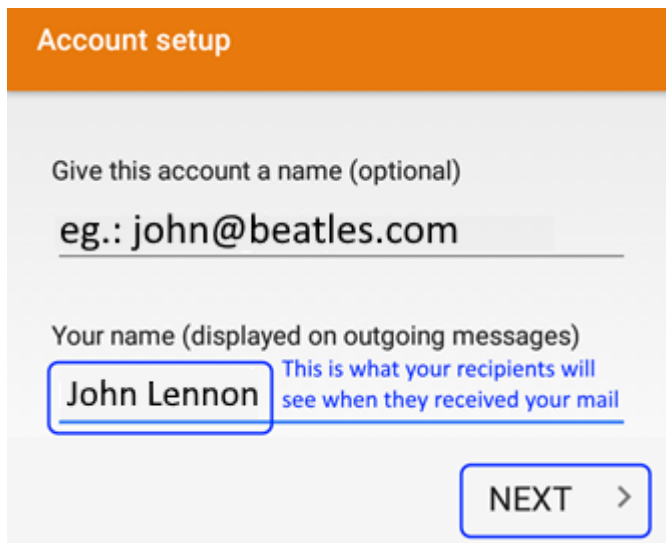 Account setup
Give this account a name (optional)
eg.: john@beatles.com
Your name (displayed on outgoing messages)
John Lennon
This is what your recipients will
see when they received your mail
NEXT >